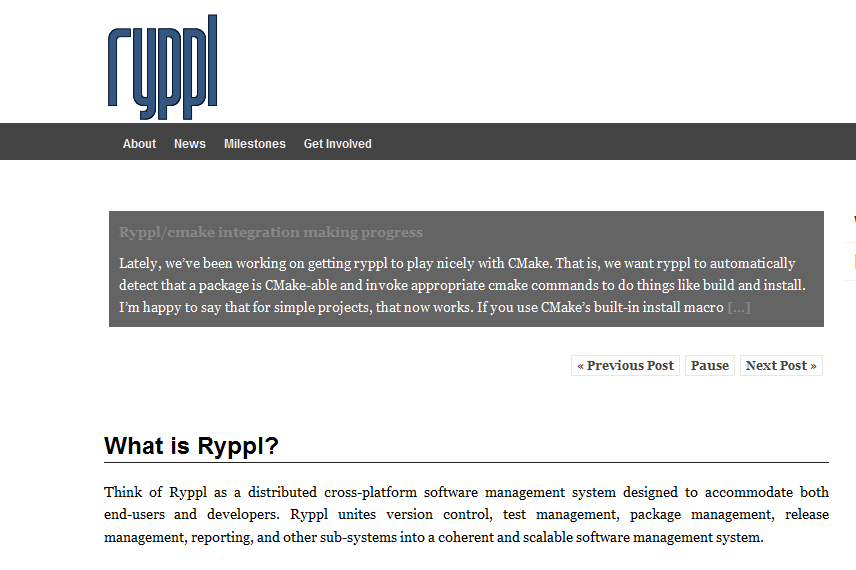 ryppl
About News Milestones Get Involved
Ryppl/cmake integration making progress
Lately, we’ve been working on getting ryppl to play nicely with CMake. That is, we want ryppl to automatically
detect that a package is CMake-able and invoke appropriate cmake commands to do things like build and install.
I’m happy to say that for simple projects, that now works. If you use CMake’s built-in install macro [...]
« Previous Post Pause Next Post »
What is Ryppl?
Think of Ryppl as a distributed cross-platform software management system designed to accommodate both
end-users and developers. Ryppl unites version control, test management, package management, release
management, reporting, and other sub-systems into a coherent and scalable software management system.